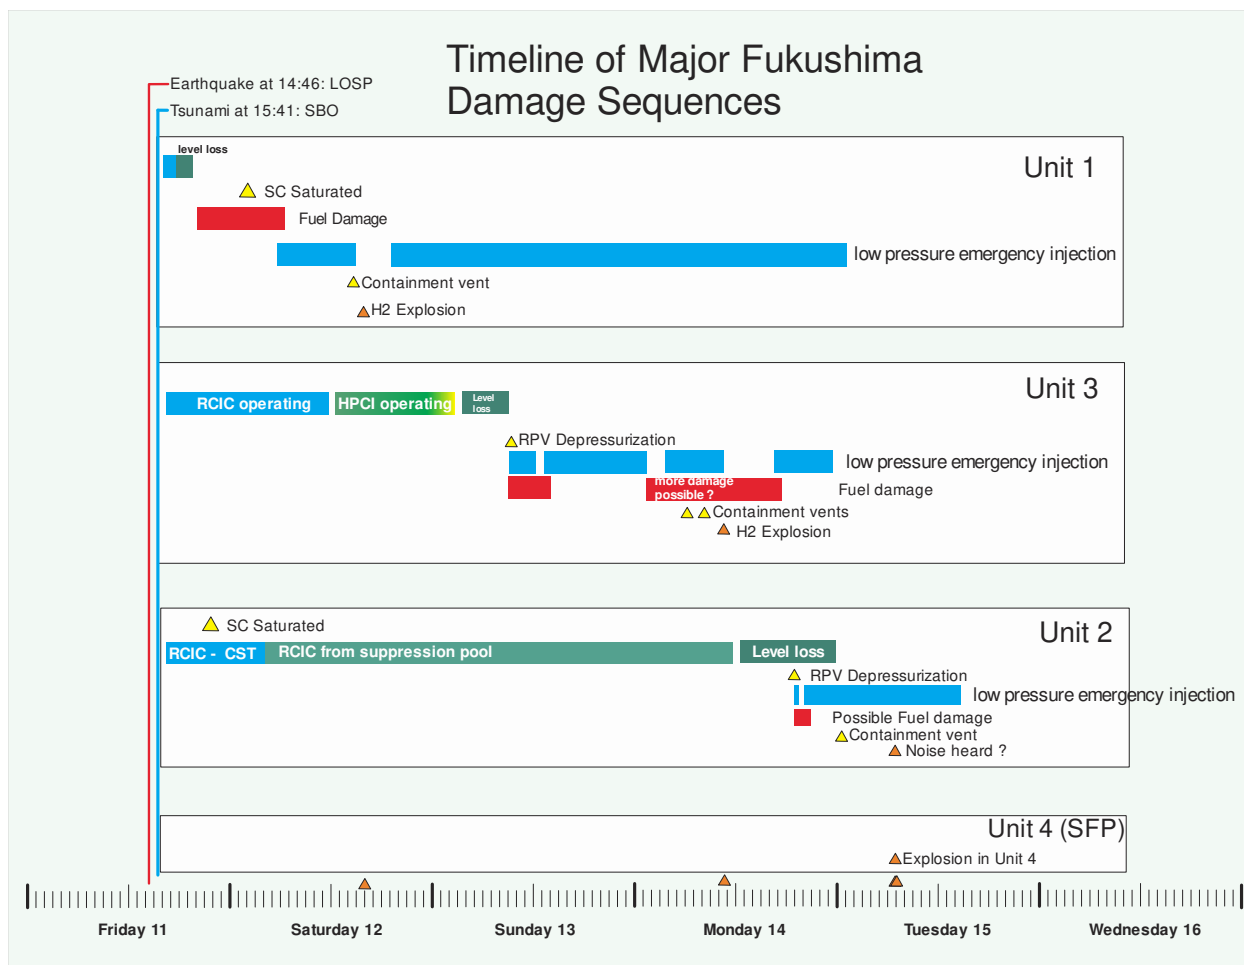 Timeline of Major Fukushima
Damage Sequences
Earthquake at 14:46: LOSP
Tsunami at 15:41: SBO
Unit 1
level loss
SC Saturated
Fuel Damage
low pressure emergency injection
Containment vent
H2 Explosion
Unit 3
RCIC operating
HPCI operating
Level
loss
RPV Depressurization
low pressure emergency injection
more damage
possible ?
Fuel damage
Containment vents
H2 Explosion
Unit 2
SC Saturated
RCIC - CST
RCIC from suppression pool
Level loss
RPV Depressurization
low pressure emergency injection
Possible Fuel damage
Containment vent
Noise heard ?
Unit 4 (SFP)
Explosion in Unit 4
Friday 11
Saturday 12
Sunday 13
Monday 14
Tuesday 15
Wednesday 16